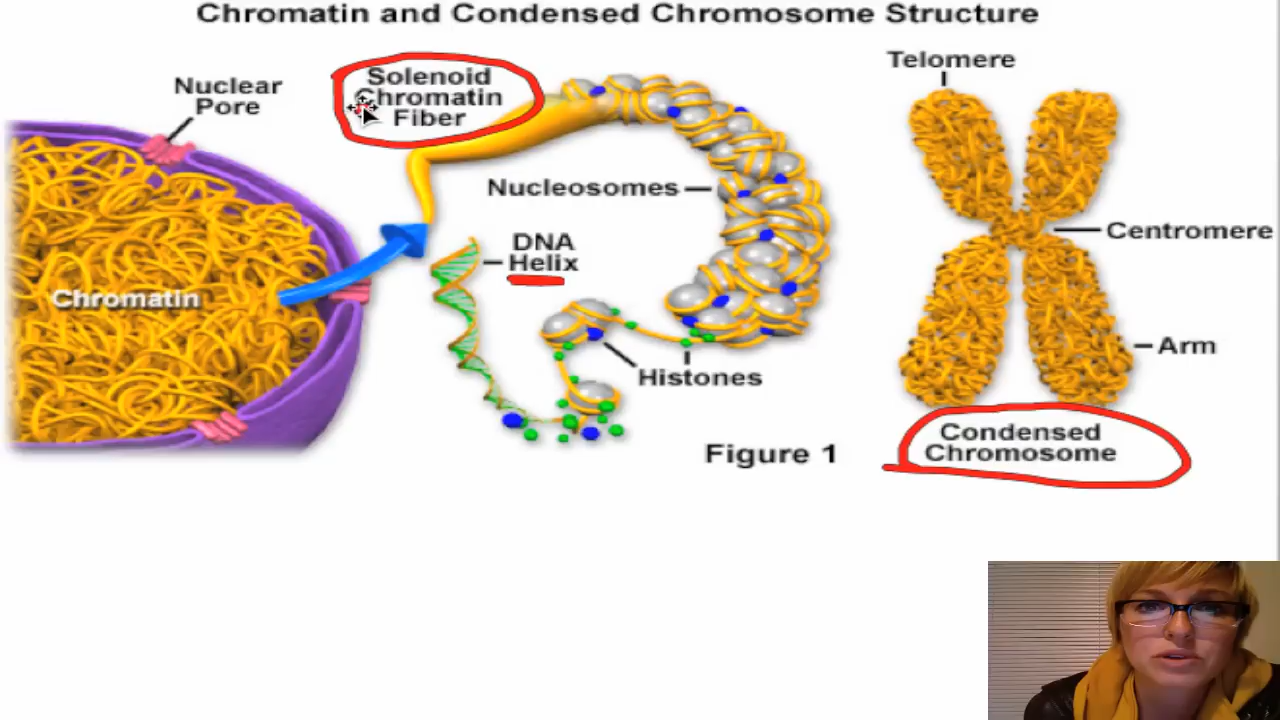 Chromatin and Condensed Chromosome Structure
Nuclear
Pore
Solenoid
Chromatin
Fiber
Telomere
Nucleosomes
Centromere
DNA
Helix
Chromatin
Histones
Arm
Condensed
Chromosome
Figure 1